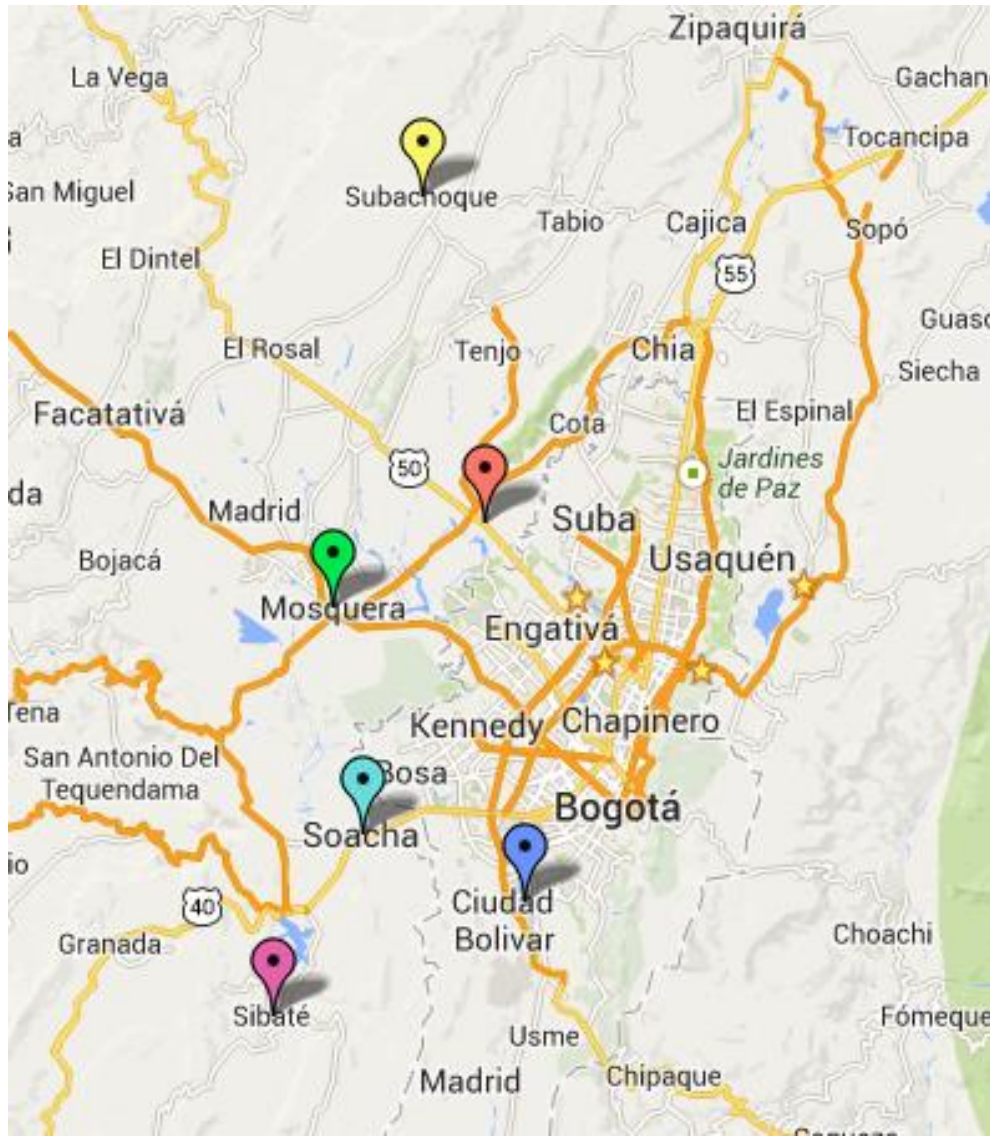 Zipaquirá
La Vega
Gachan
Tocancipa
San Miguel
Subachoque
Tabio
Cajica
Sopó
El Dintel
55
Guasc
El Rosal
Tenjo
Chia
Siecha
Facatativá
El Espinal
Cota
50
Jardines
de Paz
da
Madrid
Suba
Bojacá
Usaquén
Mosquera
Engativá
Tena
Kennedy
Chapinero
San Antonio Del
Tequendama
Bosa
Bogotá
Soacha
io
40
Ciudad
Bolivar
Granada
Choachi
Sibaté
Fómeque
Usme
Madrid
Chipaque